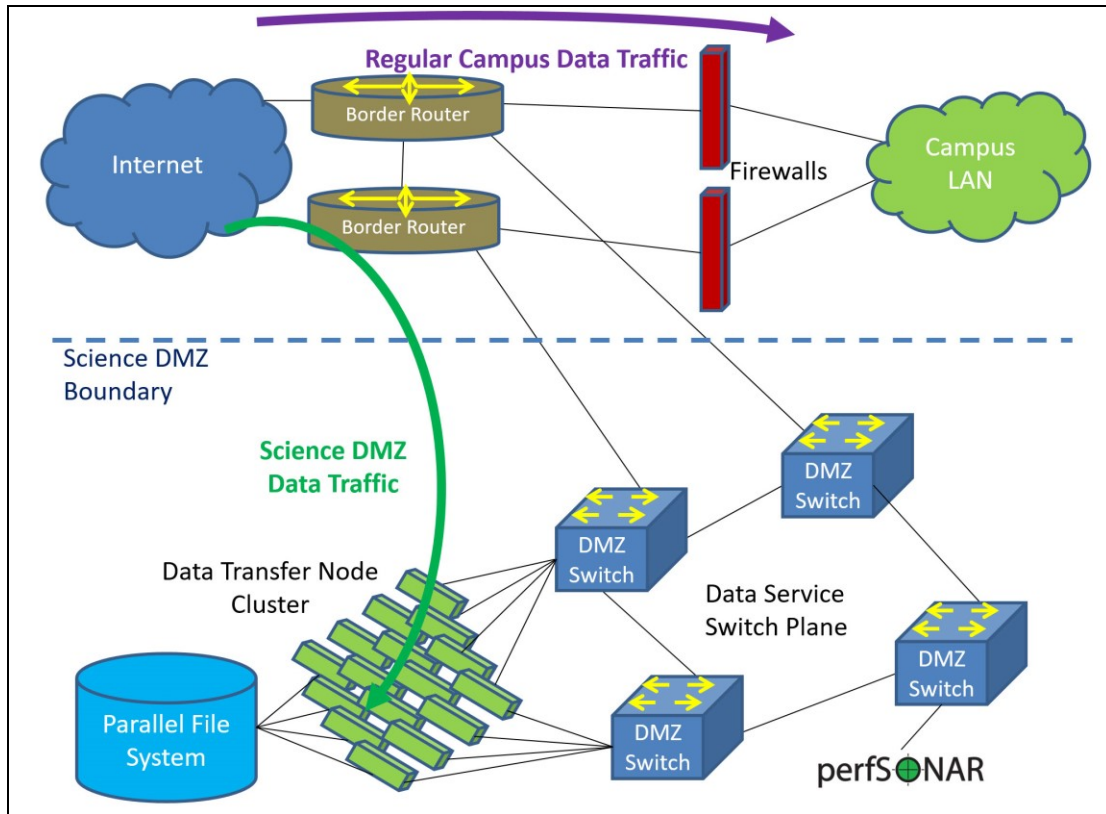 Regular Campus Data Traffic
Border Router
Internet
Campus
LAN
Firewalls
Border Router
Science DMZ
Boundary
Science DMZ
Data Traffic
DMZ
Switch
DMZ
Switch
Data Transfer Node
Cluster
Data Service
Switch Plane
DMZ
Switch
DMZ
Switch
Parallel File
System
perfSONAR